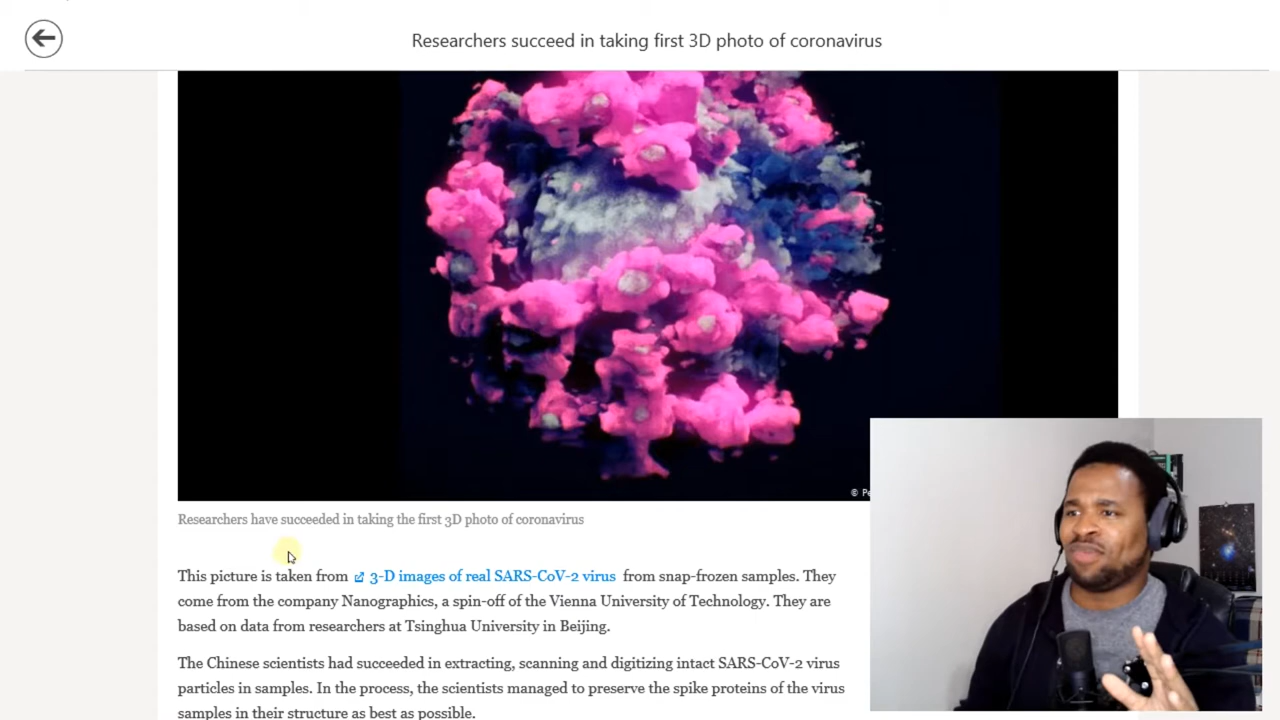 Researchers succeed in taking first 3D photo of coronavirus
©
Researchers have succeeded in taking the first 3D photo of coronavirus
This picture is taken from 3-D images of real SARS-CoV-2 virus from snap-frozen samples. They
come from the company Nanographics, a spin-off of the Vienna University of Technology. They are
based on data from researchers at Tsinghua University in Beijing.
The Chinese scientists had succeeded in extracting, scanning and digitizing intact SARS-CoV-2 virus
particles in samples. In the process, the scientists managed to preserve the spike proteins of the virus
samples in their structure as best as possible.